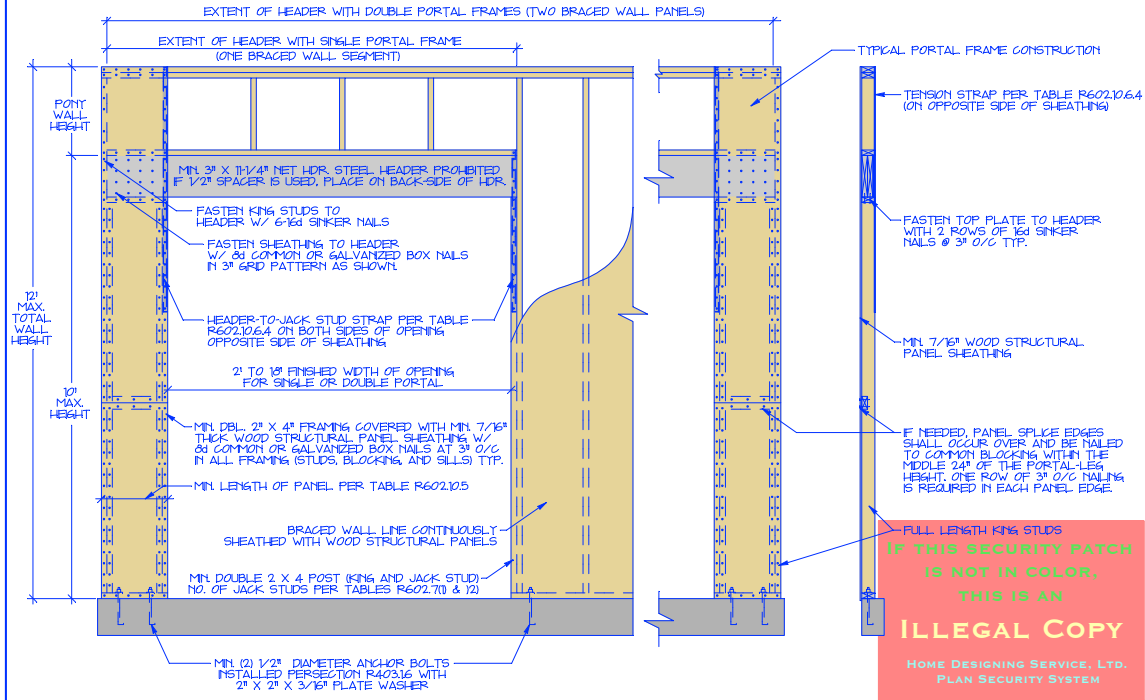 EXTENT OF HEADER WITH DOUBLE PORTAL FRAMES (TWO BRACED WALL PANELS)
EXTENT OF HEADER WITH SINGLE PORTAL FRAME
(ONE BRACED WALL SEGMENT)
TYPICAL PORTAL FRAME CONSTRUCTION
TENSION STRAP PER TABLE R602.10.6.4
(ON OPPOSITE SIDE OF SHEATHING)
PONY
WALL
HEIGHT
MIN. 3" X 11-1/4" NET HDR STEEL HEADER PROHIBITED
IF 1/2" SPACER IS USED, PLACE ON BACK-SIDE OF HDR
FASTEN KING STUDS TO
HEADER W/ 6-16d SINKER NAILS
FASTEN SHEATHING TO HEADER
W/ 8d COMMON OR GALVANIZED BOX NAILS
IN 3" GRID PATTERN AS SHOWN.
FASTEN TOP PLATE TO HEADER
WITH 2 ROWS OF 16d SINKER
NAILS @ 3" O/C TYP.
12'
MAX.
TOTAL
WALL
HEIGHT
HEADER-TO-JACK STUD STRAP PER TABLE
R602.10.6.4 ON BOTH SIDES OF OPENING
OPPOSITE SIDE OF SHEATHING
MIN. 7/16" WOOD STRUCTURAL
PANEL SHEATHING
2' TO 18' FINISHED WIDTH OF OPENING
FOR SINGLE OR DOUBLE PORTAL
10'
MAX.
HEIGHT
MIN. DBL. 2" X 4" FRAMING COVERED WITH MIN. 7/16"
THICK WOOD STRUCTURAL PANEL SHEATHING W/
8d COMMON OR GALVANIZED BOX NAILS AT 3" O/C
IN ALL FRAMING (STUDS, BLOCKING, AND SILLS) TYP.
IF NEEDED, PANEL SPLICE EDGES
SHALL OCCUR OVER AND BE NAILED
TO COMMON BLOCKING WITHIN THE
MIDDLE 24" OF THE PORTAL-LEG
HEIGHT. ONE ROW OF 3" O/C NAILING
IS REQUIRED IN EACH PANEL EDGE.
MIN. LENGTH OF PANEL PER TABLE R602.10.5
BRACED WALL LINE CONTINUOUSLY
SHEATHED WITH WOOD STRUCTURAL PANELS
FULL LENGTH KING STUDS
MIN. DOUBLE 2 X 4 POST (KING AND JACK STUD)
NO. OF JACK STUDS PER TABLES R602.7(1) & (2)
MIN. (2) 1/2" DIAMETER ANCHOR BOLTS
INSTALLED PERSECTION R403.1.6 WITH
2" X 2" X 3/16" PLATE WASHER
IF THIS SECURITY PATCH
IS NOT IN COLOR,
THIS IS AN
ILLEGAL COPY
HOME DESIGNING SERVICE, LTD.
PLAN SECURITY SYSTEM